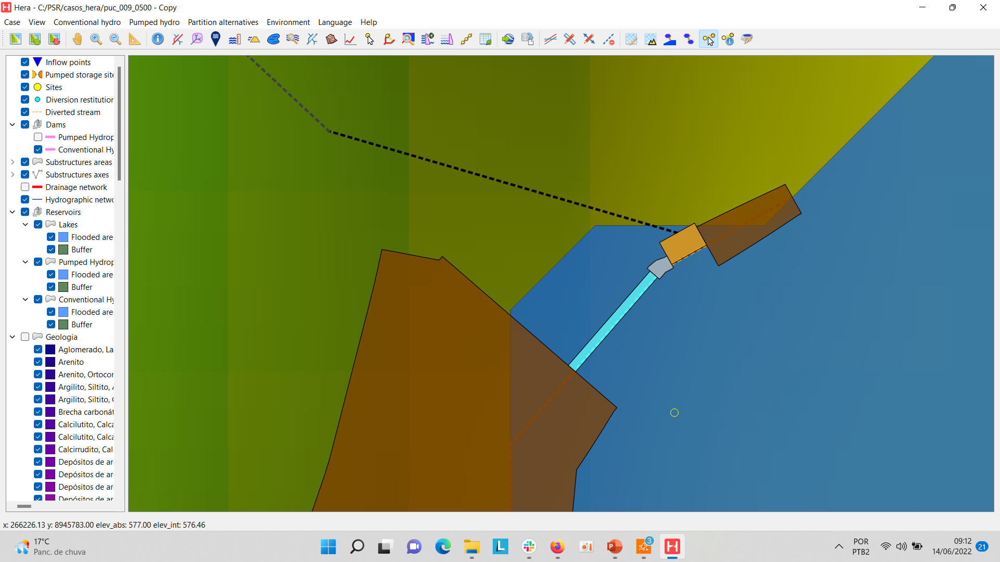 Hera - C:/PSR/casos_hera/puc_009_0500 - Copy
Case View Conventional hydro Pumped hydro Partition alternatives Environment Language Help
Inflow points
Pumped storage site
Sites
Diversion restitution
Diverted stream
Dams
Pumped Hydrop
Conventional Hy
Substructures areas
Substructures axes
Drainage network
Hydrographic netwo
Reservoirs
Lakes
Flooded are
Buffer
Pumped Hydrop
Flooded are
Buffer
Conventional Hy
Flooded are
Buffer
Geologia
Aglomerado, La
Arenito
Arenito, Ortocor
Argilito, Siltito, A
Argilito, Siltito, C
Brecha carbonát
Calcilutito, Calca
Calcilutito, Calca
Calcirrudito, Cal
Depósitos de ar
Depósitos de ar
Depósitos de ar
Depósitos de ar
x: 266226.13 y: 8945783.00 elev_abs: 577.00 elev_int: 576.46
17°C
Panc. de chuva
L
P
3
H
POR
PTB2
09:12
14/06/2022
21